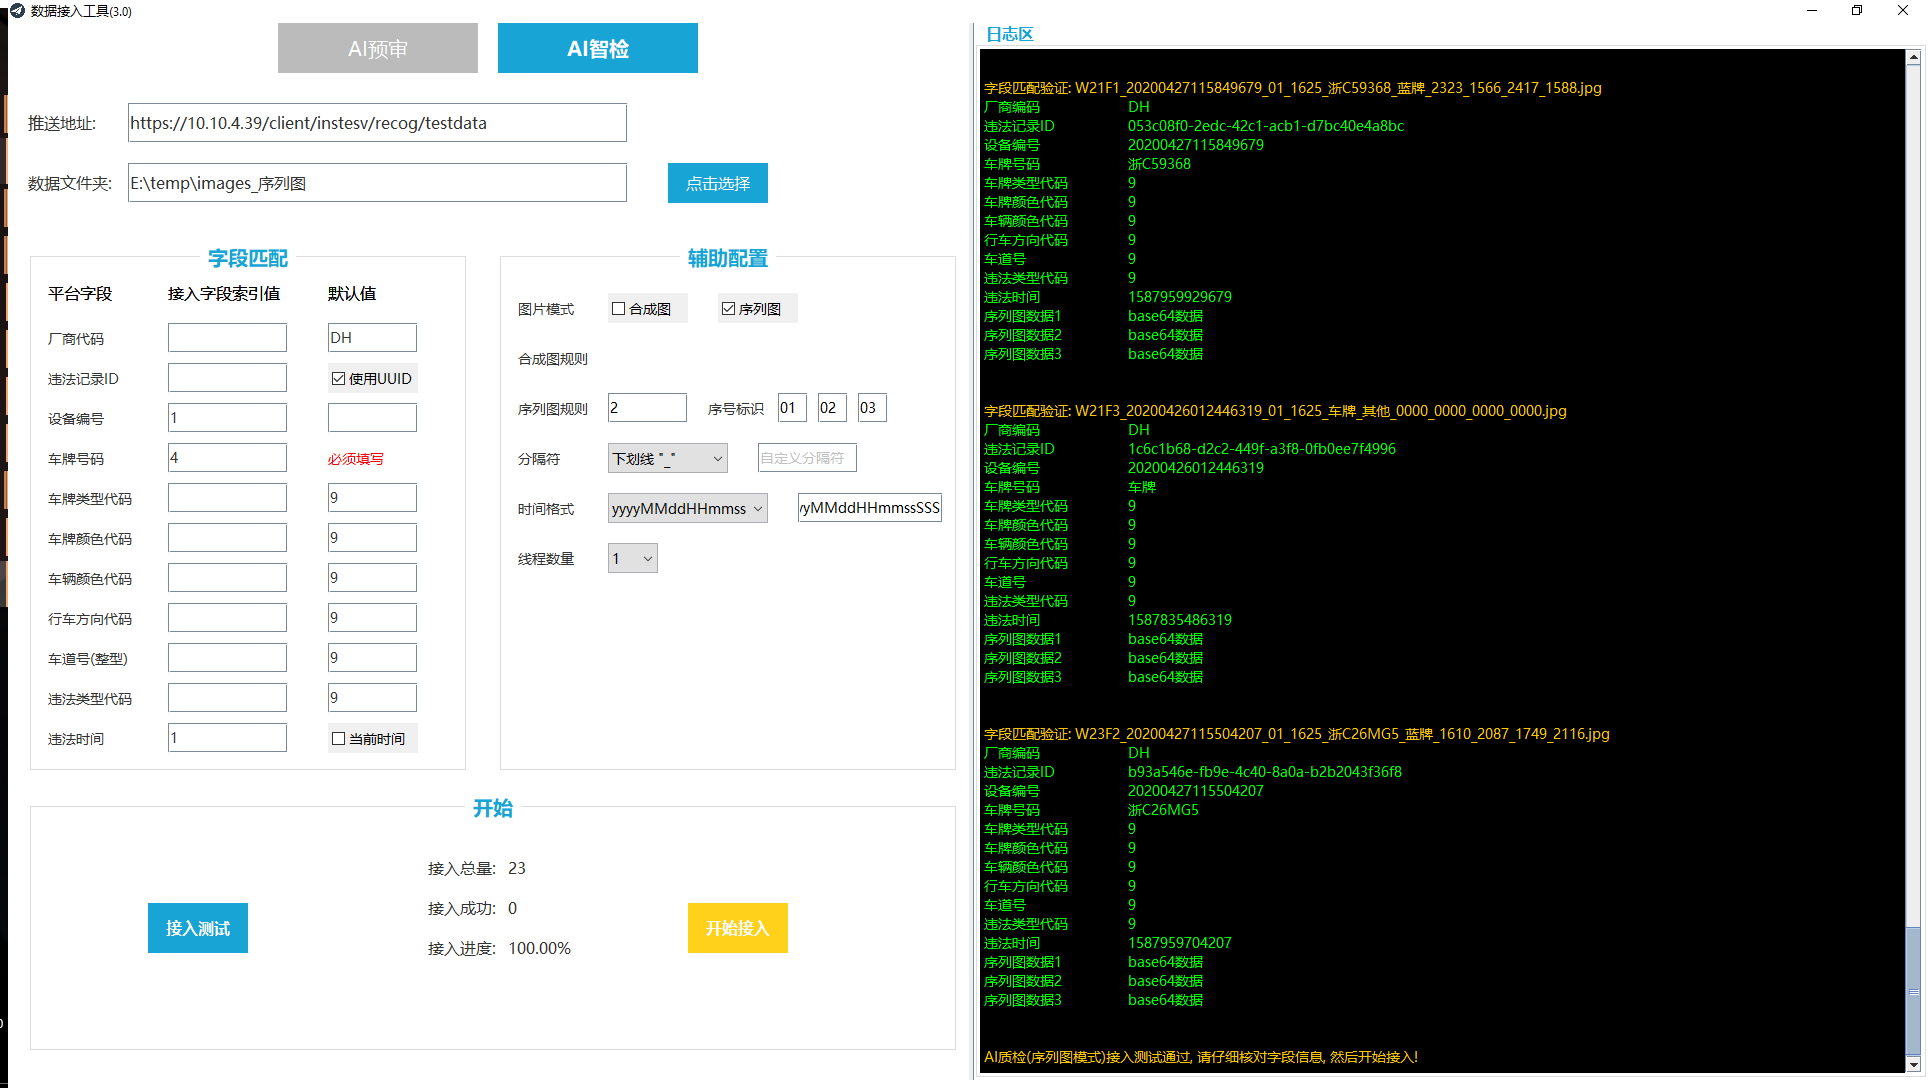 数据接入工具(3.0)
AI预审
AI智检
推送地址:
https://10.10.4.39/client/instesv/recog/testdata
数据文件夹:
E:\temp\images_序列图
点击选择
字段匹配
平台字段 接入字段索引值 默认值
厂商代码 DH
违法记录ID 使用UUID
设备编号 1
车牌号码 4 必须填写
车牌类型代码 9
车牌颜色代码 9
车辆颜色代码 9
行车方向代码 9
车道号(整型) 9
违法类型代码 9
违法时间 1 当前时间
辅助配置
图片模式 合成图 序列图
合成图规则
序列图规则 2 序号标识 01 02 03
分隔符 下划线 "_" 自定义分隔符
时间格式 yyyyMMddHHmmss yMMddHHmmssSSS
线程数量 1
开始
接入测试
接入总量: 23
接入成功: 0
接入进度: 100.00%
开始接入
日志区
字段匹配验证: W21F1_20200427115849679_01_1625_浙C59368_蓝牌_2323_1566_2417_1588.jpg
厂商编码 DH
违法记录ID 053c08f0-2edc-42c1-acb1-d7bc40e4a8bc
设备编号 20200427115849679
车牌号码 浙C59368
车牌类型代码 9
车牌颜色代码 9
车辆颜色代码 9
行车方向代码 9
车道号 9
违法类型代码 9
违法时间 1587959929679
序列图数据1 base64数据
序列图数据2 base64数据
序列图数据3 base64数据
字段匹配验证: W21F3_20200426012446319_01_1625_车牌_其他_0000_0000_0000_0000.jpg
厂商编码 DH
违法记录ID 1c6c1b68-d2c2-449f-a3f8-0fb0ee7f4996
设备编号 20200426012446319
车牌号码 车牌
车牌类型代码 9
车牌颜色代码 9
车辆颜色代码 9
行车方向代码 9
车道号 9
违法类型代码 9
违法时间 1587835486319
序列图数据1 base64数据
序列图数据2 base64数据
序列图数据3 base64数据
字段匹配验证: W23F2_20200427115504207_01_1625_浙C26MG5_蓝牌_1610_2087_1749_2116.jpg
厂商编码 DH
违法记录ID b93a546e-fb9e-4c40-8a0a-b2b2043f36f8
设备编号 20200427115504207
车牌号码 浙C26MG5
车牌类型代码 9
车牌颜色代码 9
车辆颜色代码 9
行车方向代码 9
车道号 9
违法类型代码 9
违法时间 1587959704207
序列图数据1 base64数据
序列图数据2 base64数据
序列图数据3 base64数据
AI质检(序列图模式)接入测试通过, 请仔细核对字段信息, 然后开始接入!